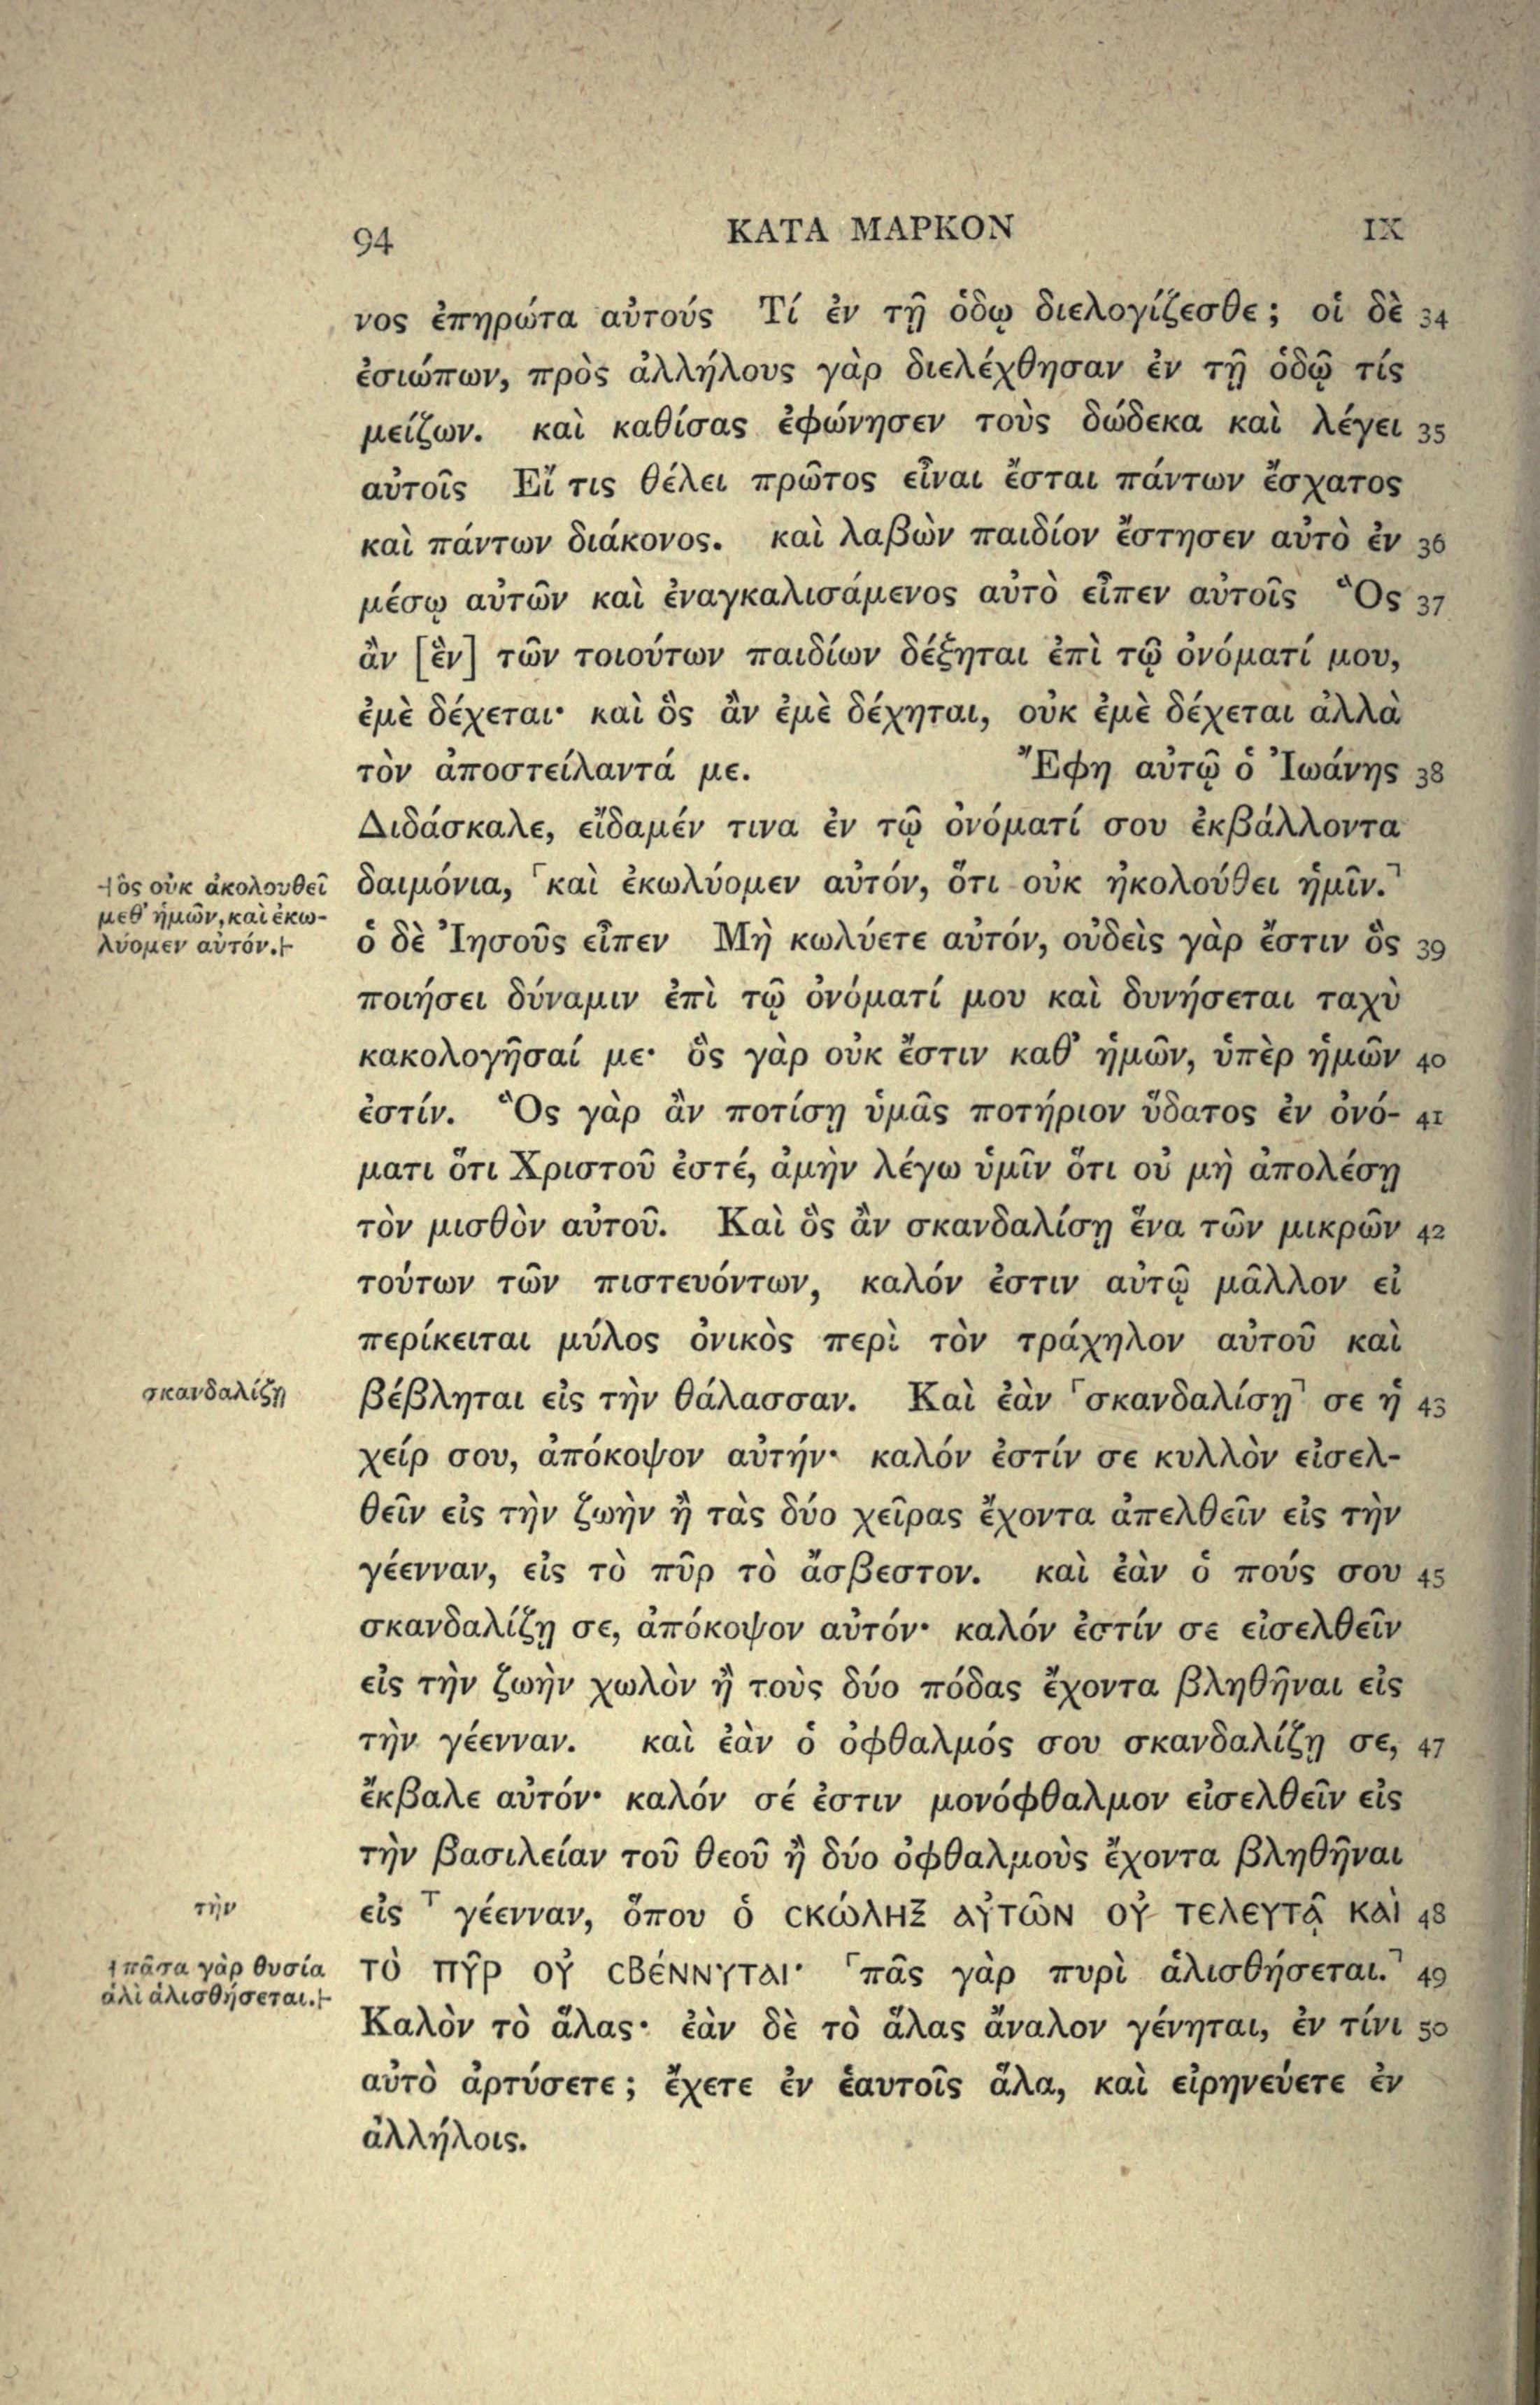 94 ΚΑΤΑ ΜΑΡΚΟΝ IX
νος ἐπηρώτα αὐτούς Τί ἐν τῇ ὁδῳ διελογίζεσθε; οἱ δὲ 34
ἐσιώπων, πρὸς ἀλλήλους γὰρ διελέχθησαν ἐν τῇ ὁδῷ τίς
μείζων. καὶ καθίσας ἐφώνησεν τοὺς δώδεκα καὶ λέγει 35
αὐτοῖς Εἴ τις θέλει πρῶτος εἶναι ἔσται πάντων ἔσχατος
καὶ πάντων διάκονος. καὶ λαβὼν παιδίον ἔστησεν αὐτὸ ἐν 36
μέσῳ αὐτῶν καὶ ἐναγκαλισάμενος αὐτὸ εἶπεν αὐτοῖς Ὃς 37
ἂν [ἓν] τῶν τοιούτων παιδίων δέξηται ἐπὶ τῷ ὀνόματί μου,
ἐμὲ δέχεται· καὶ ὃς ἂν ἐμὲ δέχηται, οὐκ ἐμὲ δέχεται ἀλλὰ
τὸν ἀποστείλαντά με. Ἔφη αὐτῷ ὁ Ἰωάνης 38
Διδάσκαλε, εἴδαμέν τινα ἐν τῷ ὀνόματί σου ἐκβάλλοντα
δαιμόνια, ⸢καὶ ἐκωλύομεν αὐτόν, ὅτι οὐκ ἠκολούθει ἡμῖν.⸣
⊣ὃς οὐκ ἀκολουθεῖ
μεθ' ἡμῶν, καὶ ἐκω-
λύομεν αὐτόν.⊢
ὁ δὲ Ἰησοῦς εἶπεν Μὴ κωλύετε αὐτόν, οὐδεὶς γὰρ ἔστιν ὃς 39
ποιήσει δύναμιν ἐπὶ τῷ ὀνόματί μου καὶ δυνήσεται ταχὺ
κακολογῆσαί με· ὃς γὰρ οὐκ ἔστιν καθ' ἡμῶν, ὑπὲρ ἡμῶν 40
ἐστίν. Ὃς γὰρ ἂν ποτίσῃ ὑμᾶς ποτήριον ὕδατος ἐν ὀνό- 41
ματι ὅτι Χριστοῦ ἐστέ, ἀμὴν λέγω ὑμῖν ὅτι οὐ μὴ ἀπολέσῃ
τὸν μισθὸν αὐτοῦ. Καὶ ὃς ἂν σκανδαλίσῃ ἕνα τῶν μικρῶν 42
τούτων τῶν πιστευόντων, καλόν ἐστιν αὐτῷ μᾶλλον εἰ
περίκειται μύλος ὀνικὸς περὶ τὸν τράχηλον αὐτοῦ καὶ
βέβληται εἰς τὴν θάλασσαν. Καὶ ἐὰν ⸢σκανδαλίσῃ⸣ σε ἡ 43
σκανδαλίζῃ
χείρ σου, ἀπόκοψον αὐτήν· καλόν ἐστίν σε κυλλὸν εἰσελ-
θεῖν εἰς τὴν ζωὴν ἢ τὰς δύο χεῖρας ἔχοντα ἀπελθεῖν εἰς τὴν
γέενναν, εἰς τὸ πῦρ τὸ ἄσβεστον. καὶ ἐὰν ὁ πούς σου 45
σκανδαλίζῃ σε, ἀπόκοψον αὐτόν· καλόν ἐστίν σε εἰσελθεῖν
εἰς τὴν ζωὴν χωλὸν ἢ τοὺς δύο πόδας ἔχοντα βληθῆναι εἰς
τὴν γέενναν. καὶ ἐὰν ὁ ὀφθαλμός σου σκανδαλίζῃ σε, 47
ἔκβαλε αὐτόν· καλόν σέ ἐστιν μονόφθαλμον εἰσελθεῖν εἰς
τὴν βασιλείαν τοῦ θεοῦ ἢ δύο ὀφθαλμοὺς ἔχοντα βληθῆναι
εἰς ⸆ γέενναν, ὅπου ὁ ϲκώληξ αὐτῶν οὐ τελευτᾷ καὶ 48
τὴν
τὸ πῦρ οὐ ϲβέννυται· ⸢πᾶς γὰρ πυρὶ ἁλισθήσεται.⸣ 49
⊣πᾶσα γὰρ θυσία
ἁλὶ ἁλισθήσεται.⊢
Καλὸν τὸ ἅλας· ἐὰν δὲ τὸ ἅλας ἄναλον γένηται, ἐν τίνι 50
αὐτὸ ἀρτύσετε; ἔχετε ἐν ἑαυτοῖς ἅλα, καὶ εἰρηνεύετε ἐν
ἀλλήλοις.